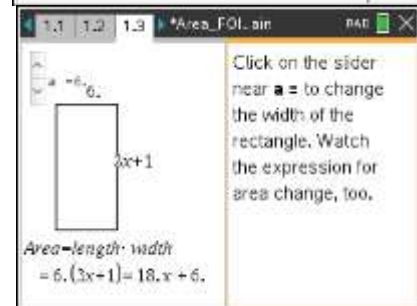 1.1 1.2 1.3 *Area_FOI...ain RAD
a =6.
6.
3x+1
Area=length· width
= 6.(3x+1)= 18.x + 6.
Click on the slider
near a = to change
the width of the
rectangle. Watch
the expression for
area change, too.